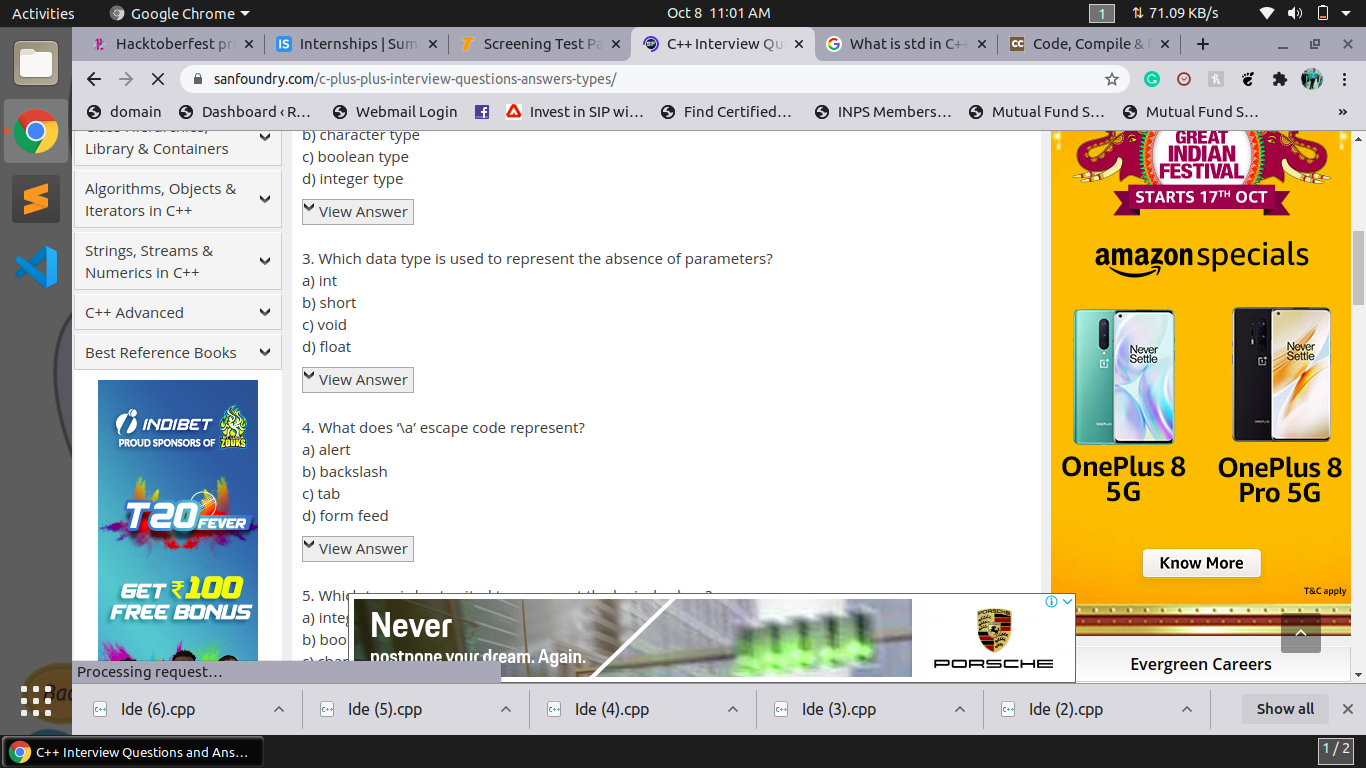 Activities
Google Chrome
Oct 8 11:01 AM
1
71.09 KB/s
Hacktoberfest pr
Internships | Sum
Screening Test Pa
C++ Interview Qu
What is std in C++
Code, Compile & R
sanfoundry.com/c-plus-plus-interview-questions-answers-types/
domain
Dashboard ‹ R...
Webmail Login
Invest in SIP wi...
Find Certified...
INPS Members...
Mutual Fund S...
Mutual Fund S...
»
Class Hierarchies,
Library & Containers
Algorithms, Objects &
Iterators in C++
Strings, Streams &
Numerics in C++
C++ Advanced
Best Reference Books
INDIBET
PROUD SPONSORS OF
ZOUKS
T20
FEVER
GET ₹100
FREE BONUS
b) character type
c) boolean type
d) integer type
View Answer
3. Which data type is used to represent the absence of parameters?
a) int
b) short
c) void
d) float
View Answer
4. What does ‘\a’ escape code represent?
a) alert
b) backslash
c) tab
d) form feed
View Answer
5.
a) integ
b) boo
c) char
Never
postpone your dream. Again.
PORSCHE
PORSCHE
GREAT
INDIAN
FESTIVAL
STARTS 17TH OCT
amazon specials
Never
Settle
Never
Settle
OnePlus 8
5G
OnePlus 8
Pro 5G
Know More
T&C apply
Evergreen Careers
Processing request...
Ide (6).cpp
Ide (5).cpp
Ide (4).cpp
Ide (3).cpp
Ide (2).cpp
Show all
C++ Interview Questions and Ans...
1 / 2